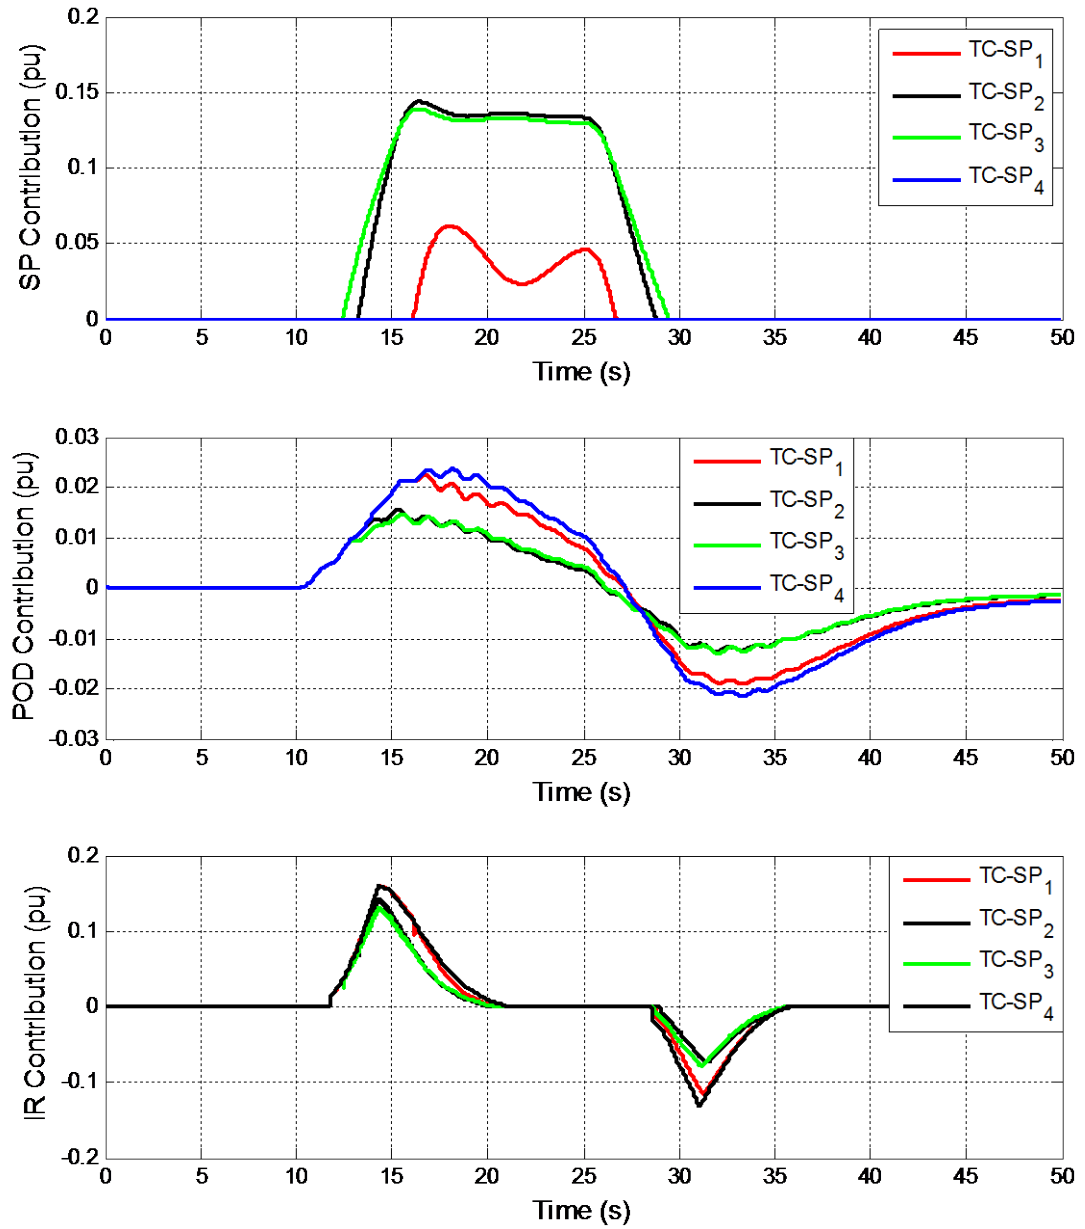 SP Contribution (pu)
0.2
0.15
0.1
0.05
0
0 5 10 15 20 25 30 35 40 45 50
Time (s)
TC-SP1
TC-SP2
TC-SP3
TC-SP4
POD Contribution (pu)
0.03
0.02
0.01
0
-0.01
-0.02
-0.03
0 5 10 15 20 25 30 35 40 45 50
Time (s)
TC-SP1
TC-SP2
TC-SP3
TC-SP4
IR Contribution (pu)
0.2
0.1
0
-0.1
-0.2
0 5 10 15 20 25 30 35 40 45 50
Time (s)
TC-SP1
TC-SP2
TC-SP3
TC-SP4